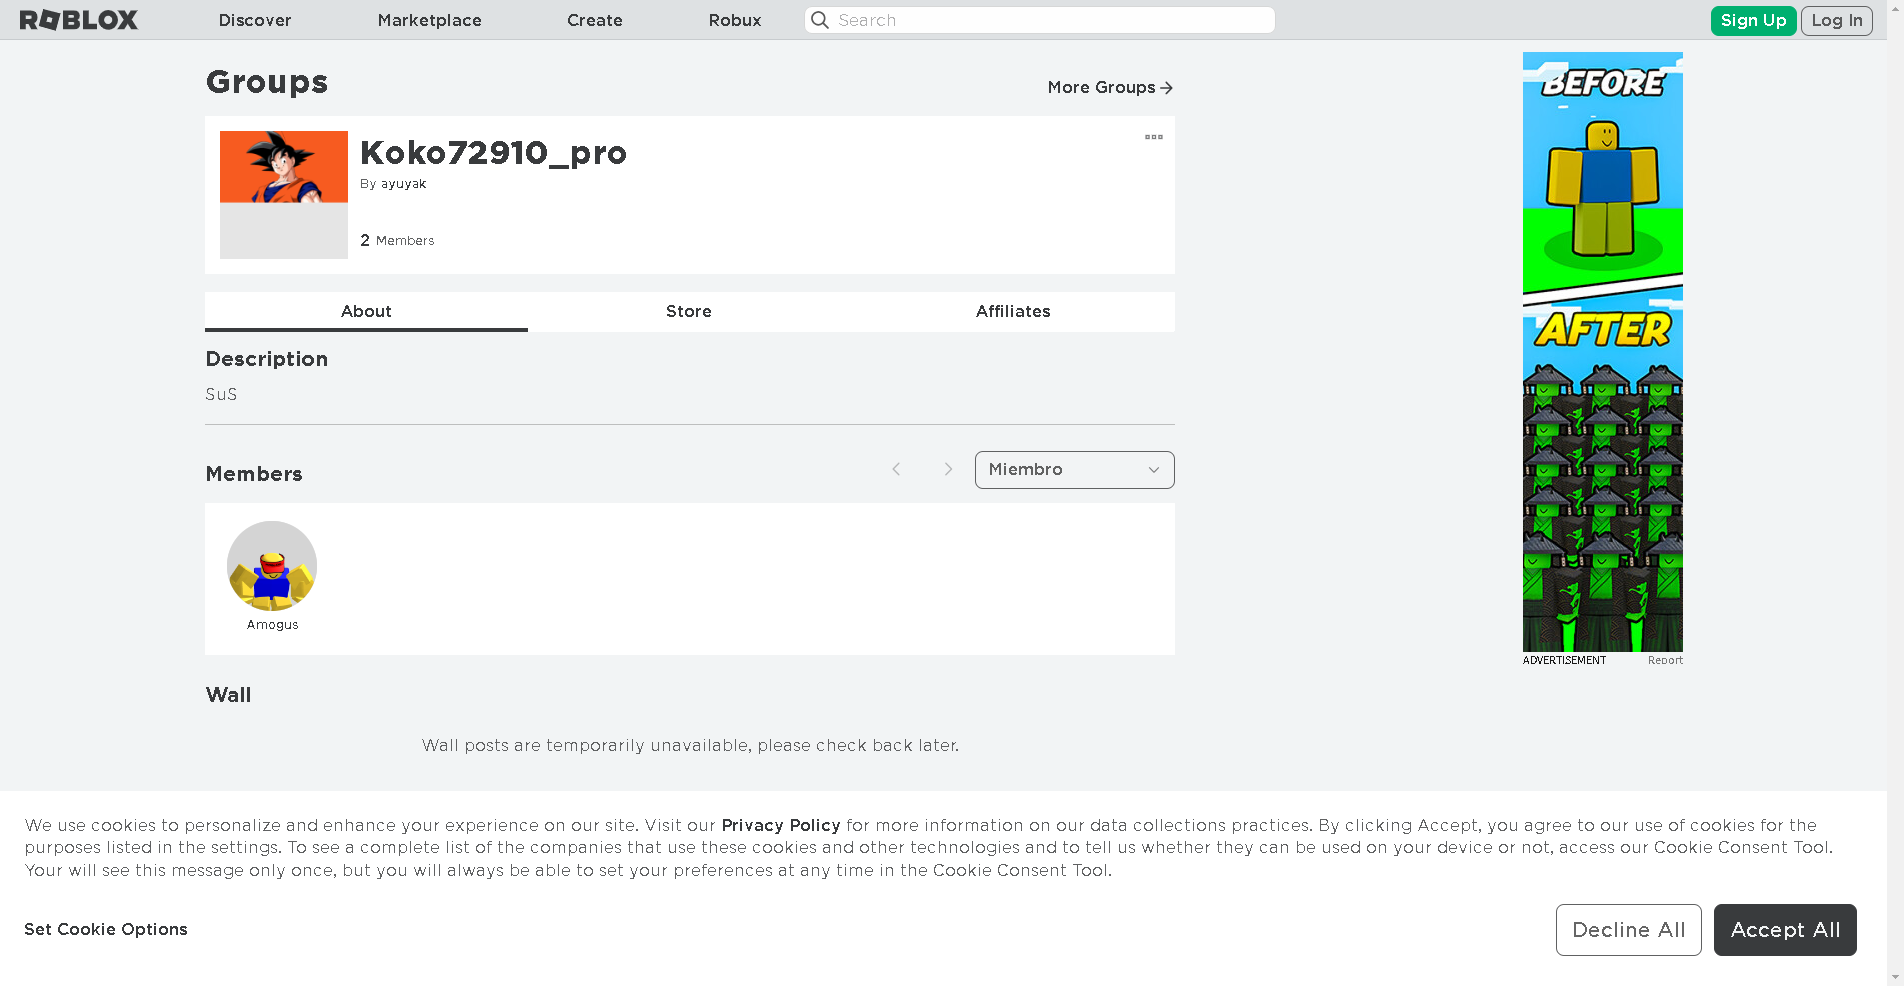 ROBLOX Discover Marketplace Create Robux Search Sign Up Log In
Groups
More Groups
Koko72910_pro
By ayuyak
2 Members
About Store Affiliates
Description
SuS
Members
Miembro
Amogus
Wall
Wall posts are temporarily unavailable, please check back later.
BEFORE
AFTER
ADVERTISEMENT Report
We use cookies to personalize and enhance your experience on our site. Visit our Privacy Policy for more information on our data collections practices. By clicking Accept, you agree to our use of cookies for the
purposes listed in the settings. To see a complete list of the companies that use these cookies and other technologies and to tell us whether they can be used on your device or not, access our Cookie Consent Tool.
Your will see this message only once, but you will always be able to set your preferences at any time in the Cookie Consent Tool.
Set Cookie Options
Decline All
Accept All